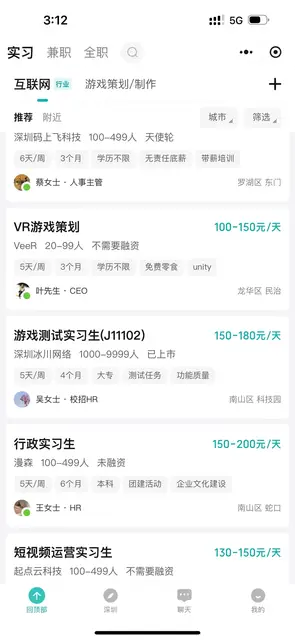 3:12
5G
实习 兼职 全职
互联网 行业 游戏策划/制作
推荐 附近 城市 筛选
深圳码上飞科技 100-499人 天使轮
6天/周 3个月 学历不限 无责任底薪 带薪培训
蔡女士·人事主管 罗湖区 东门
VR游戏策划 100-150元/天
VeeR 20-99人 不需要融资
5天/周 3个月 学历不限 免费零食 unity
叶先生·CEO 龙华区 民治
游戏测试实习生(J11102) 150-180元/天
深圳冰川网络 1000-9999人 已上市
5天/周 4个月 大专 测试任务 功能质量
吴女士·校招HR 南山区 科技园
行政实习生 150-200元/天
漫森 100-499人 未融资
5天/周 6个月 本科 团建活动 企业文化建设
王女士·HR 南山区 蛇口
短视频运营实习生 130-150元/天
起点云科技 100-499人 不需要融资
回顶部 深圳 聊天 我的